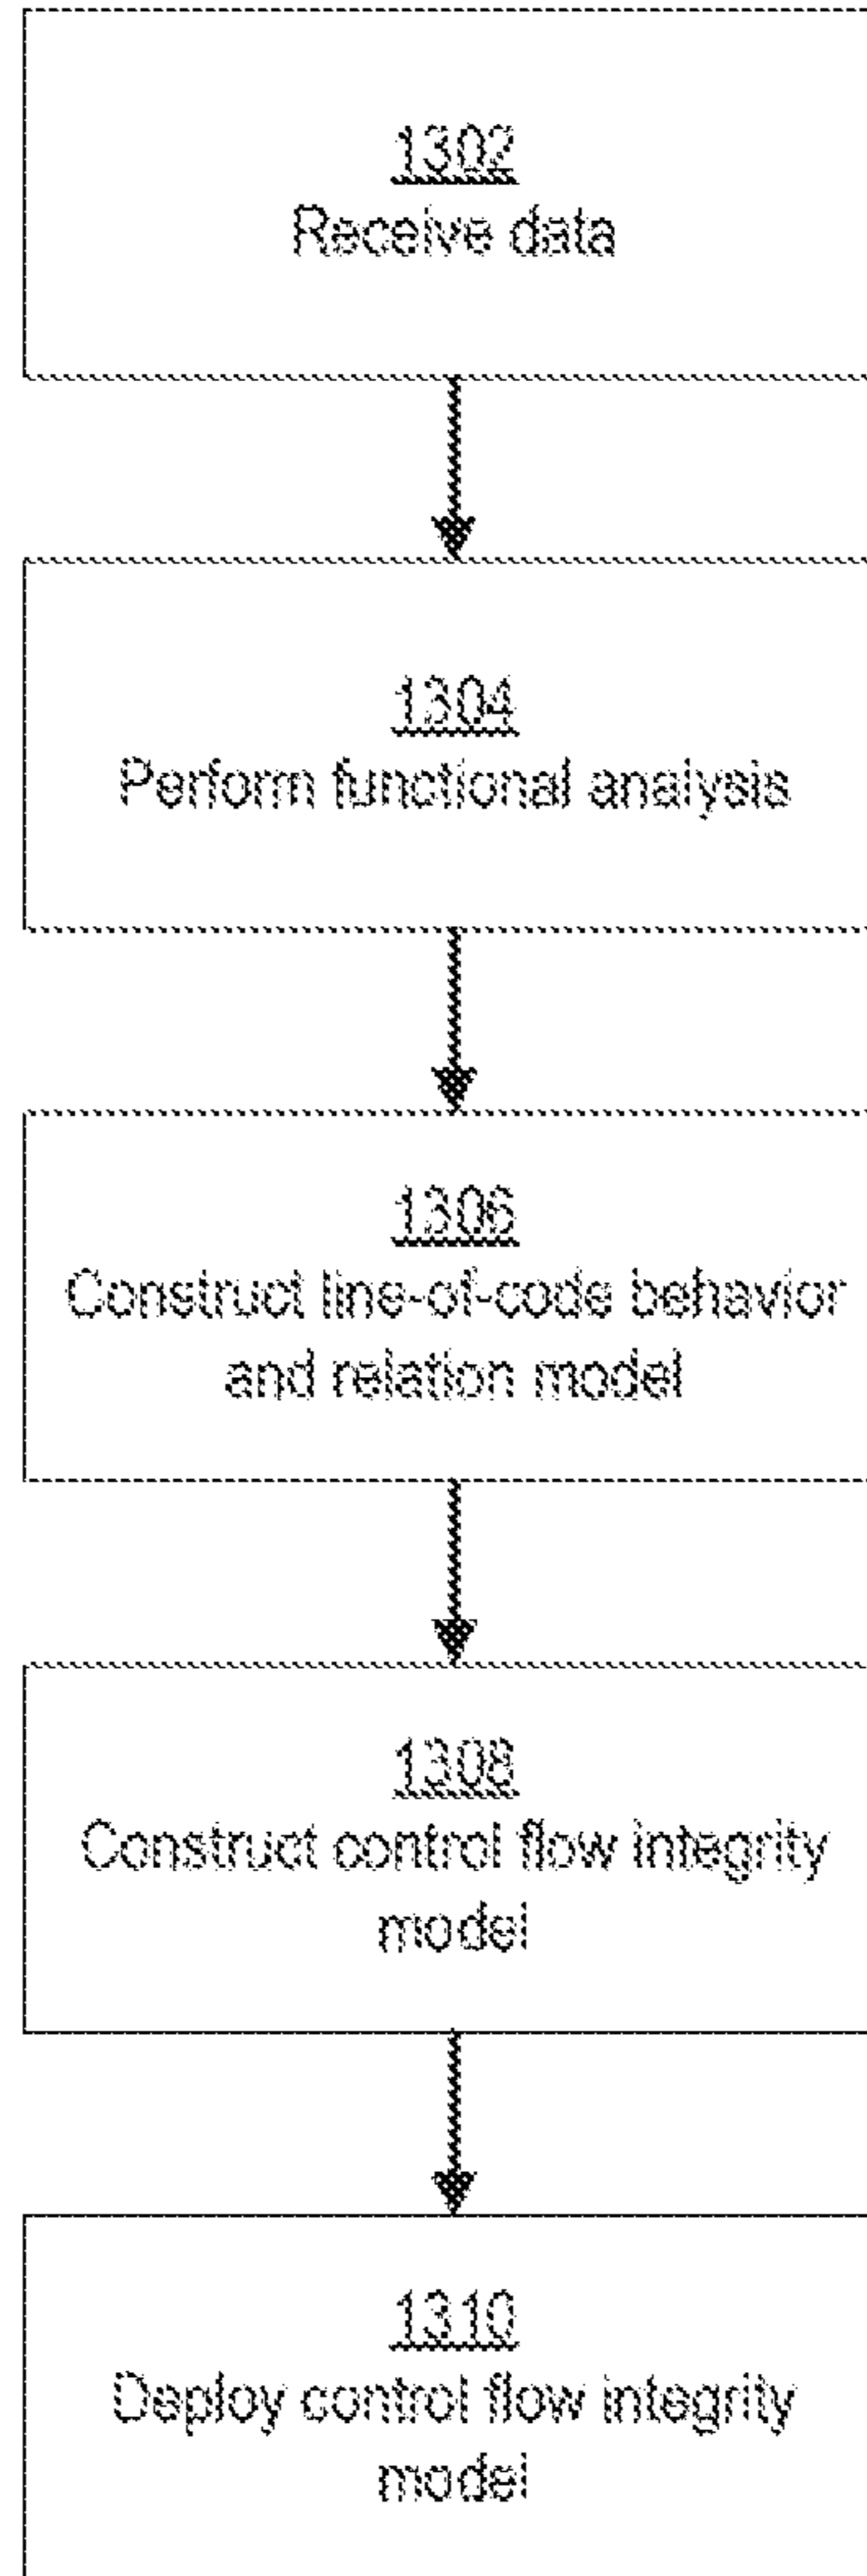 1302
Receive data
1304
Perform functional analysis
1306
Construct line-of-code behavior
and relation model
1308
Construct control flow integrity
model
1310
Deploy control flow integrity
model